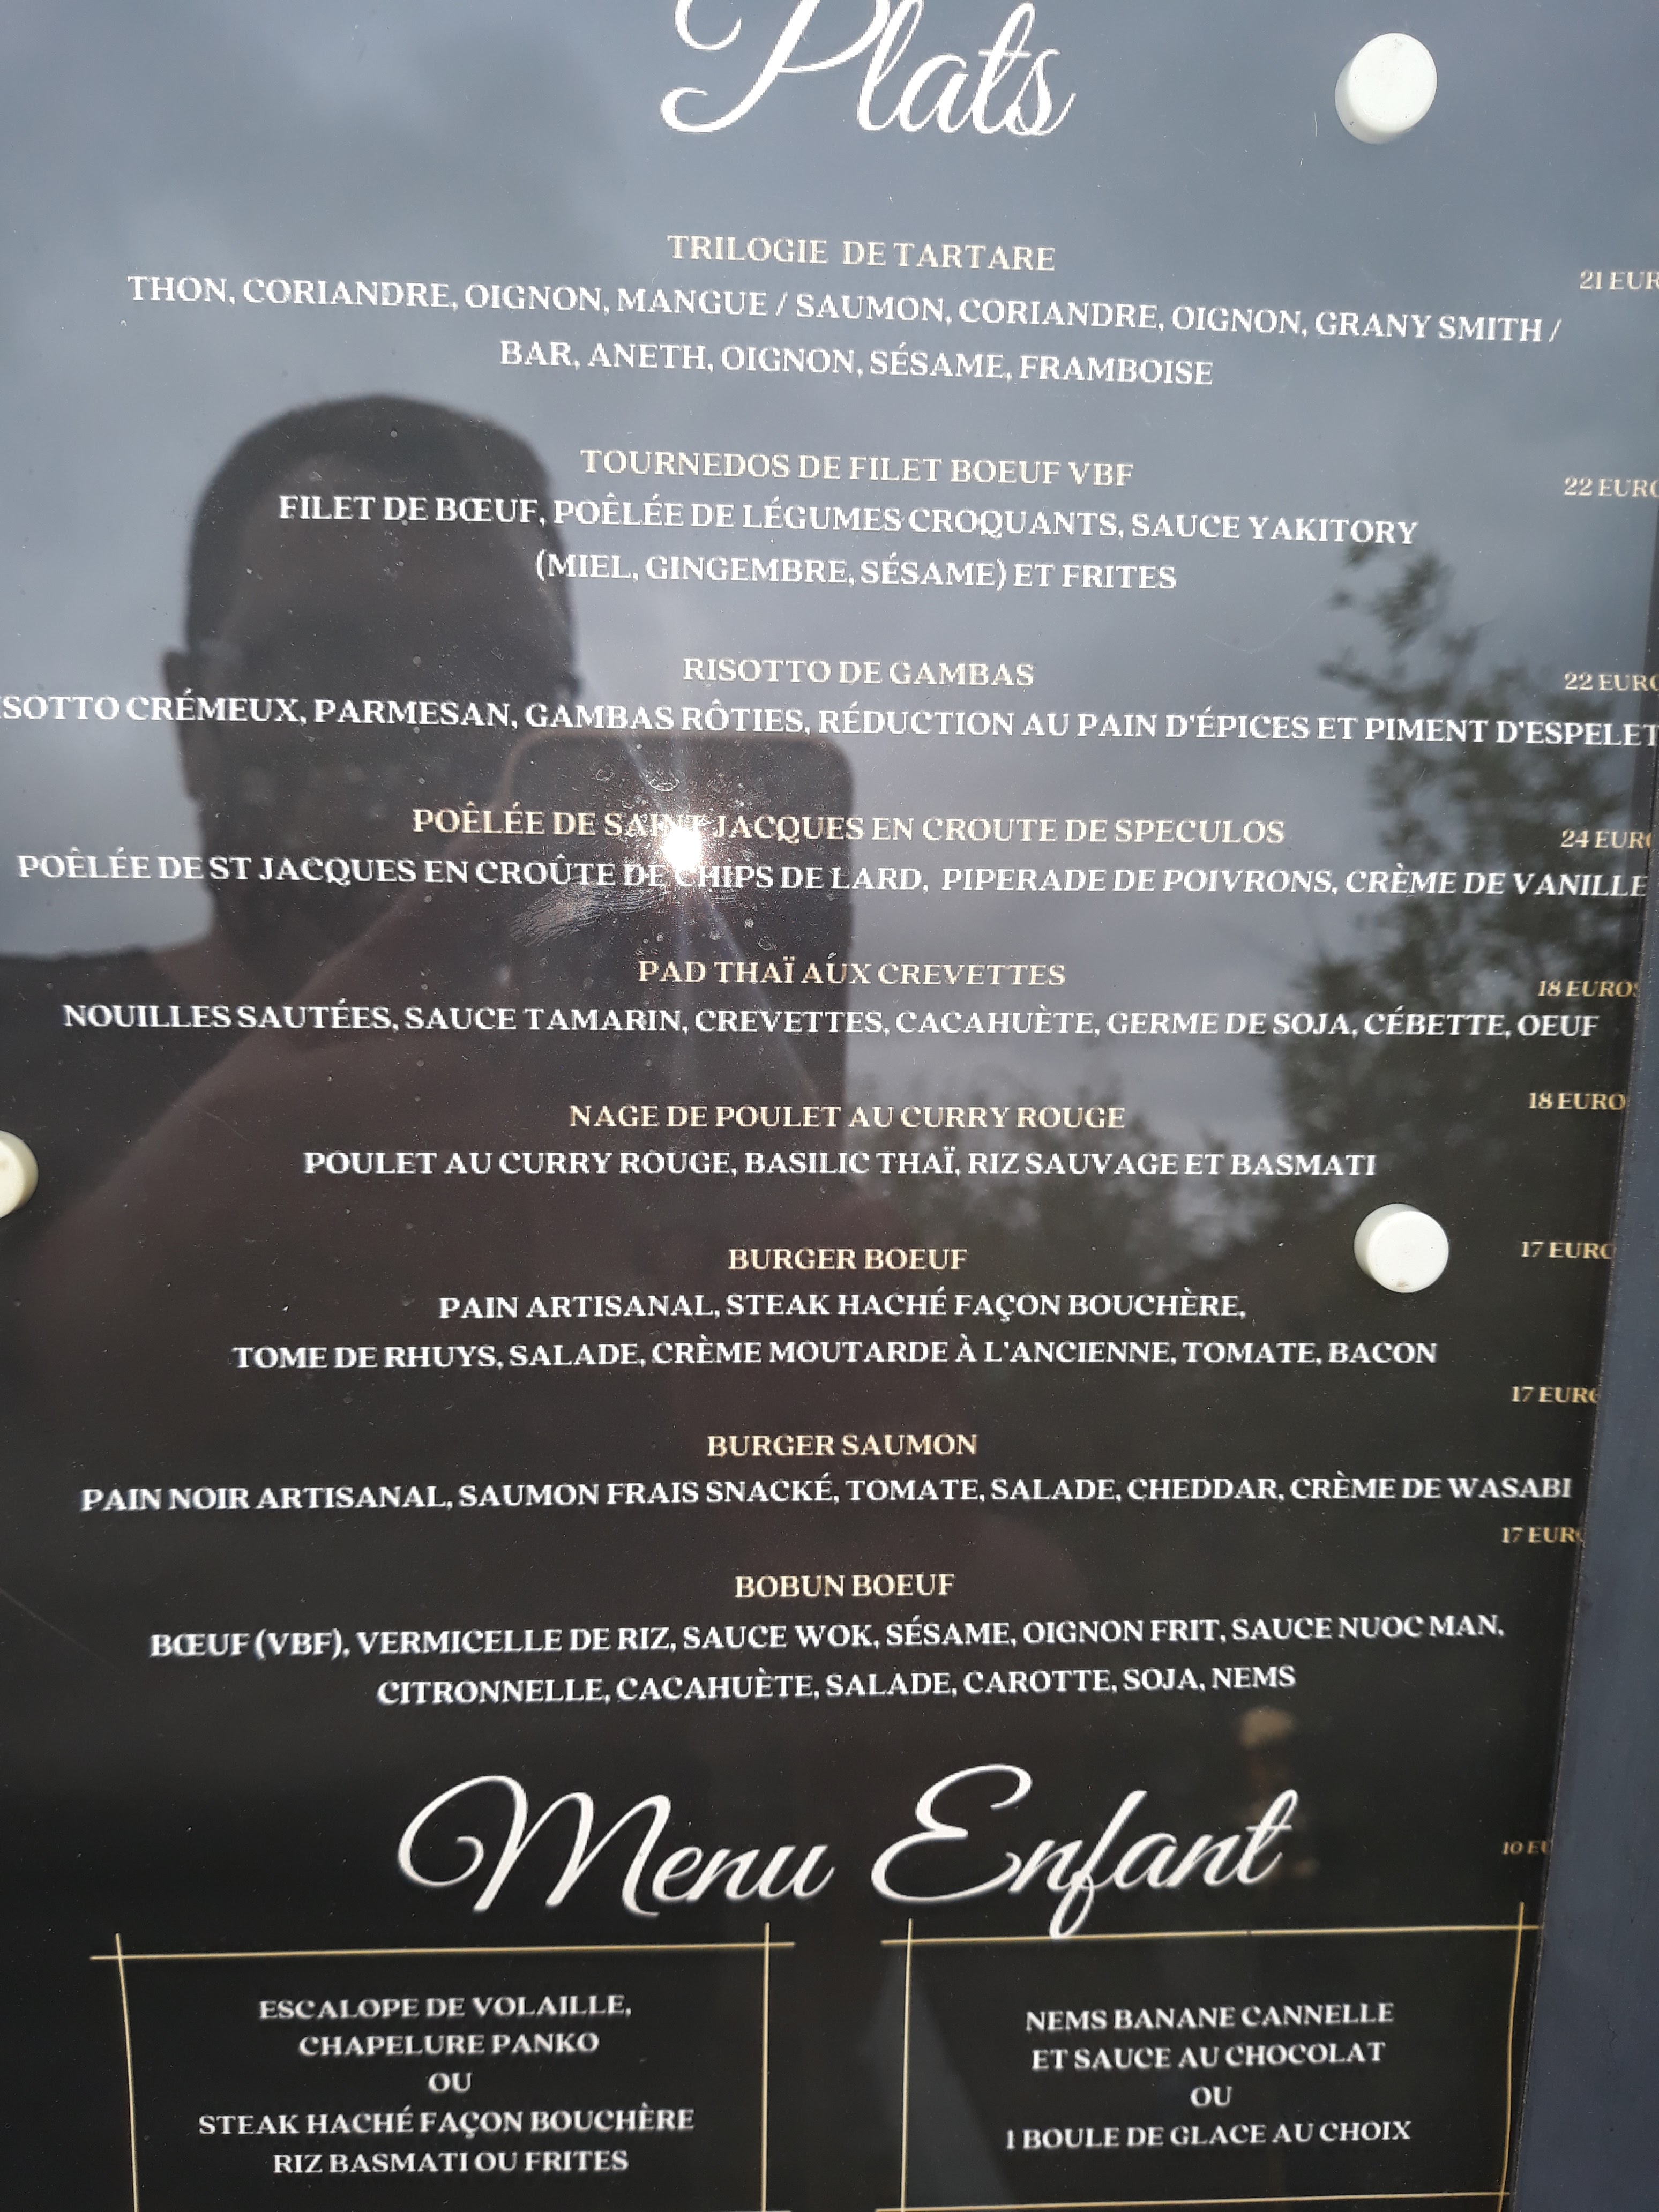 Plats
TRILOGIE DE TARTARE
21 EUR
THON, CORIANDRE, OIGNON, MANGUE / SAUMON, CORIANDRE, OIGNON, GRANY SMITH /
BAR, ANETH, OIGNON, SÉSAME, FRAMBOISE
TOURNEDOS DE FILET BOEUF VBF
22 EURO
FILET DE BŒUF, POÊLÉE DE LÉGUMES CROQUANTS, SAUCE YAKITORY
(MIEL, GINGEMBRE, SÉSAME) ET FRITES
RISOTTO DE GAMBAS
22 EURO
ISOTTO CRÉMEUX, PARMESAN, GAMBAS RÔTIES, RÉDUCTION AU PAIN D'ÉPICES ET PIMENT D'ESPELET
POÊLÉE DE SAINT JACQUES EN CROUTE DE SPECULOS
24 EURO
POÊLÉE DE ST JACQUES EN CROÛTE DE CHIPS DE LARD, PIPERADE DE POIVRONS, CRÈME DE VANILLE
PAD THAÏ AUX CREVETTES
18 EUROS
NOUILLES SAUTÉES, SAUCE TAMARIN, CREVETTES, CACAHUÈTE, GERME DE SOJA, CÉBETTE, OEUF
18 EURO
NAGE DE POULET AU CURRY ROUGE
POULET AU CURRY ROUGE, BASILIC THAÏ, RIZ SAUVAGE ET BASMATI
17 EURO
BURGER BOEUF
PAIN ARTISANAL, STEAK HACHÉ FAÇON BOUCHÈRE,
TOME DE RHUYS, SALADE, CRÈME MOUTARDE À L'ANCIENNE, TOMATE, BACON
17 EURO
BURGER SAUMON
PAIN NOIR ARTISANAL, SAUMON FRAIS SNACKÉ, TOMATE, SALADE, CHEDDAR, CRÈME DE WASABI
17 EURO
BOBUN BOEUF
BŒUF (VBF), VERMICELLE DE RIZ, SAUCE WOK, SÉSAME, OIGNON FRIT, SAUCE NUOC MAN,
CITRONNELLE, CACAHUÈTE, SALADE, CAROTTE, SOJA, NEMS
Menu Enfant
10 EU
ESCALOPE DE VOLAILLE,
CHAPELURE PANKO
OU
STEAK HACHÉ FAÇON BOUCHÈRE
RIZ BASMATI OU FRITES
NEMS BANANE CANNELLE
ET SAUCE AU CHOCOLAT
OU
1 BOULE DE GLACE AU CHOIX